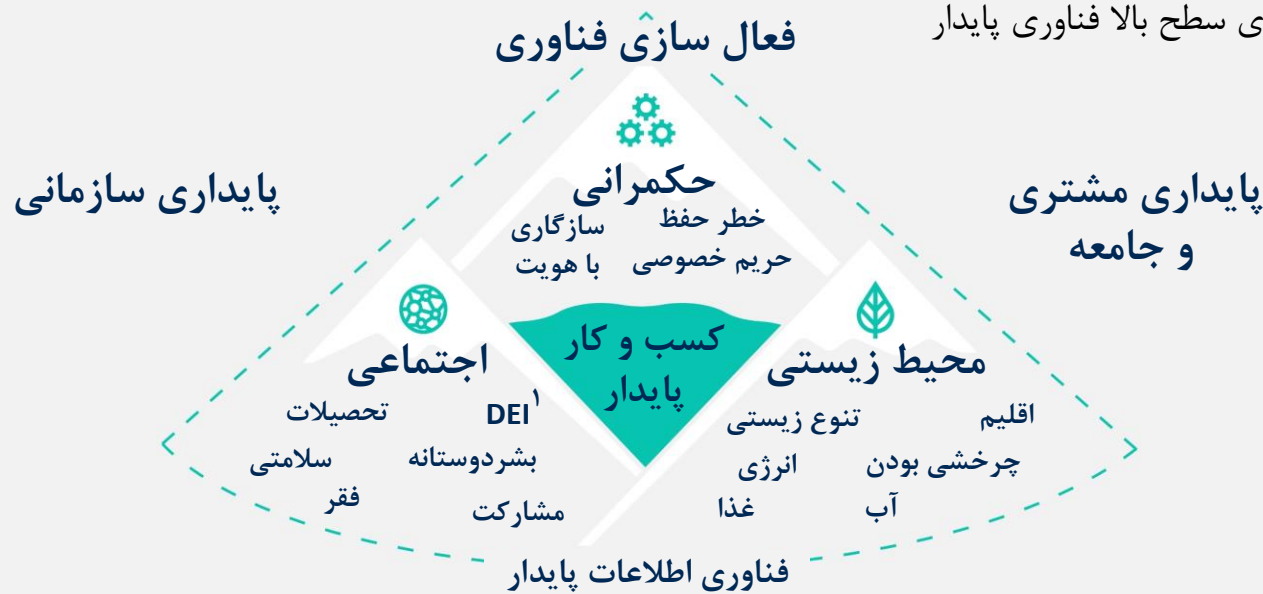 ی سطح بالا فناوری پایدار
فعال سازی فناوری
پایداری مشتری
و جامعه
پایداری سازمانی
حکمرانی
خطر حفظ
حریم خصوصی
سازگاری
با هویت
کسب و کار
پایدار
محیط زیستی
اقلیم
تنوع زیستی
چرخشی بودن
انرژی
آب
غذا
اجتماعی
DEI۱
تحصیلات
بشردوستانه
سلامتی
مشارکت
فقر
فناوری اطلاعات پایدار